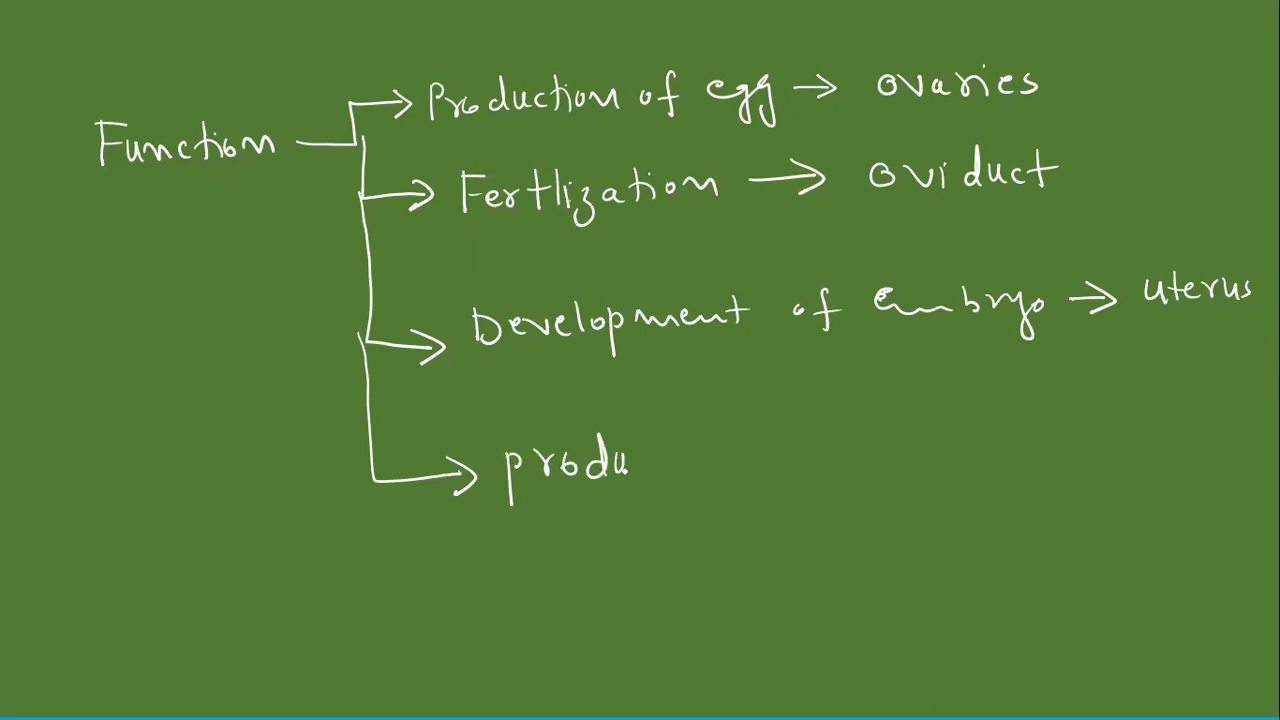 Function → Production of egg → ovaries
→ Fertlization → oviduct
→ Development of embryo → uterus
→ produ